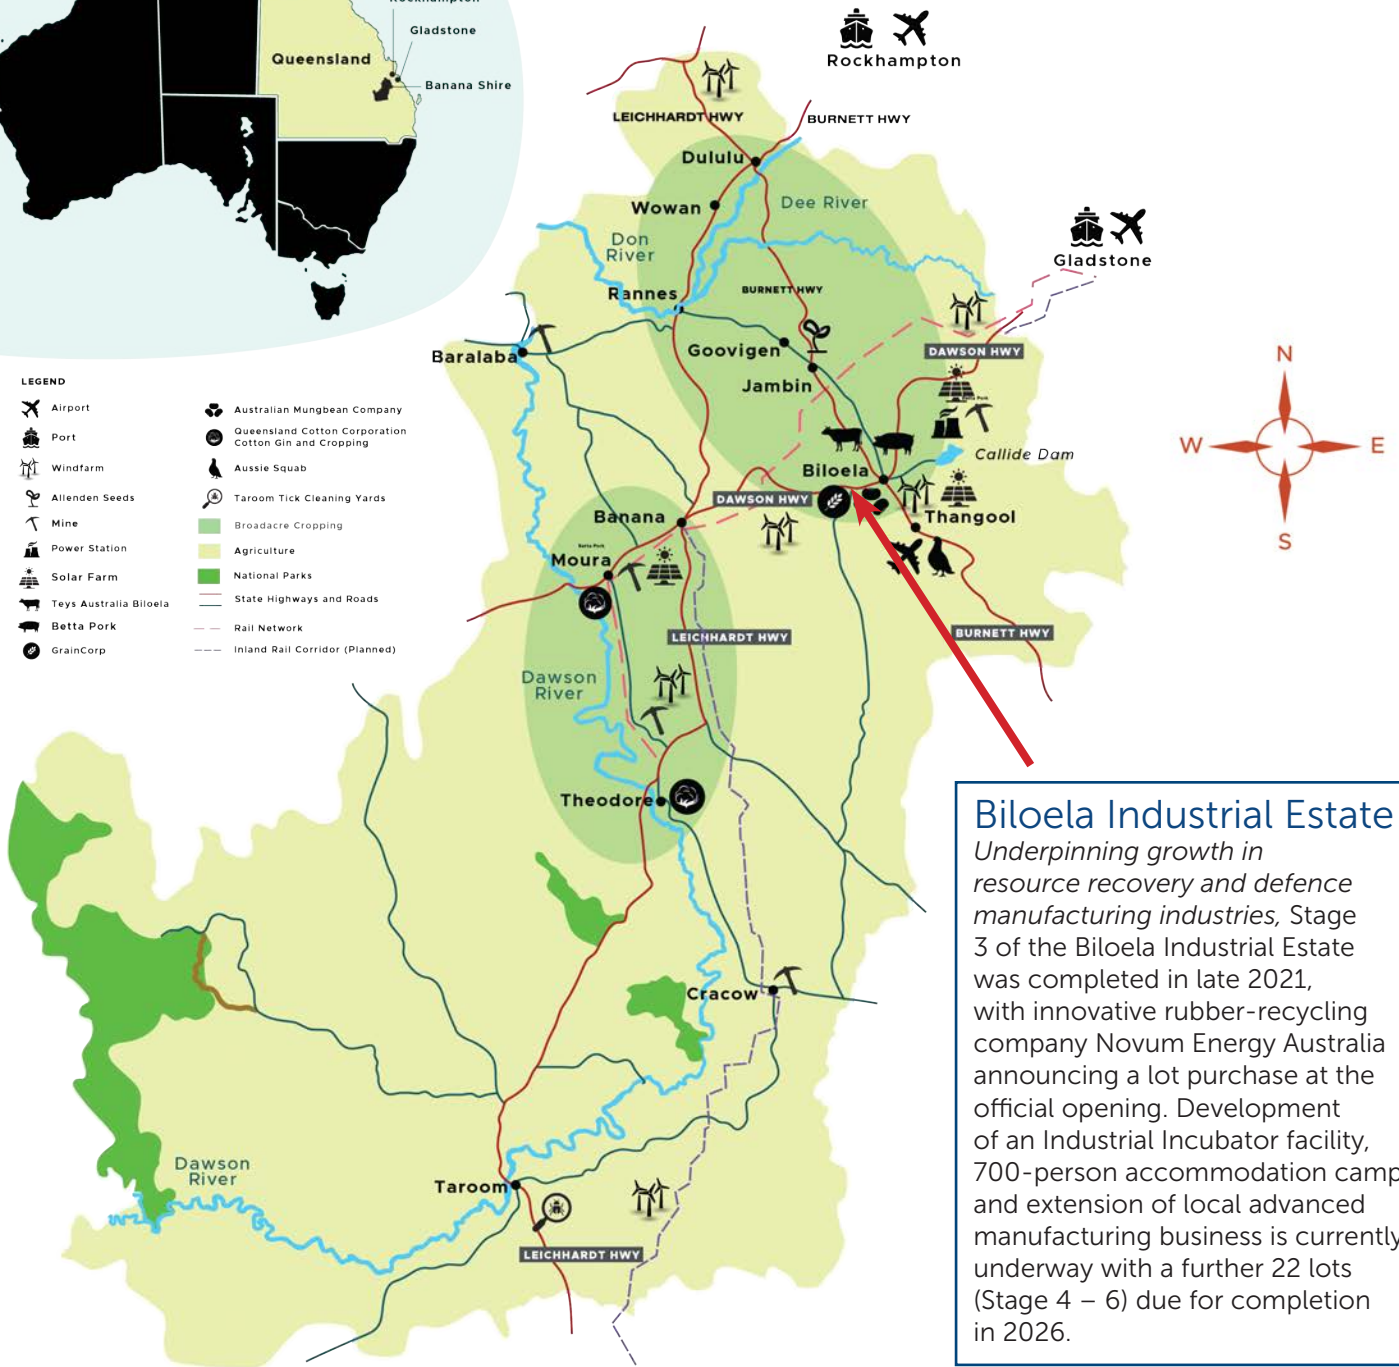 Rockhampton
Gladstone
Queensland
Banana Shire
Rockhampton
LEICHHARDT HWY
BURNETT HWY
Dululu
Wowan
Dee River
Don
River
Gladstone
Rannes
BURNETT HWY
Baralaba
Goovigen
DAWSON HWY
Jambin
Betta Pork
Callide Dam
Biloela
DAWSON HWY
Banana
Thangool
Betta Pork
Moura
LEICHHARDT HWY
BURNETT HWY
Dawson
River
Theodore
Cracow
Dawson
River
Taroom
LEICHHARDT HWY
N
W
E
S
LEGEND
Airport
Port
Windfarm
Allenden Seeds
Mine
Power Station
Solar Farm
Teys Australia Biloela
Betta Pork
GrainCorp
Australian Mungbean Company
Queensland Cotton Corporation
Cotton Gin and Cropping
Aussie Squab
Taroom Tick Cleaning Yards
Broadacre Cropping
Agriculture
National Parks
State Highways and Roads
Rail Network
Inland Rail Corridor (Planned)
Biloela Industrial Estate
Underpinning growth in
resource recovery and defence
manufacturing industries, Stage
3 of the Biloela Industrial Estate
was completed in late 2021,
with innovative rubber-recycling
company Novum Energy Australia
announcing a lot purchase at the
official opening. Development
of an Industrial Incubator facility,
700-person accommodation camp
and extension of local advanced
manufacturing business is currently
underway with a further 22 lots
(Stage 4 – 6) due for completion
in 2026.